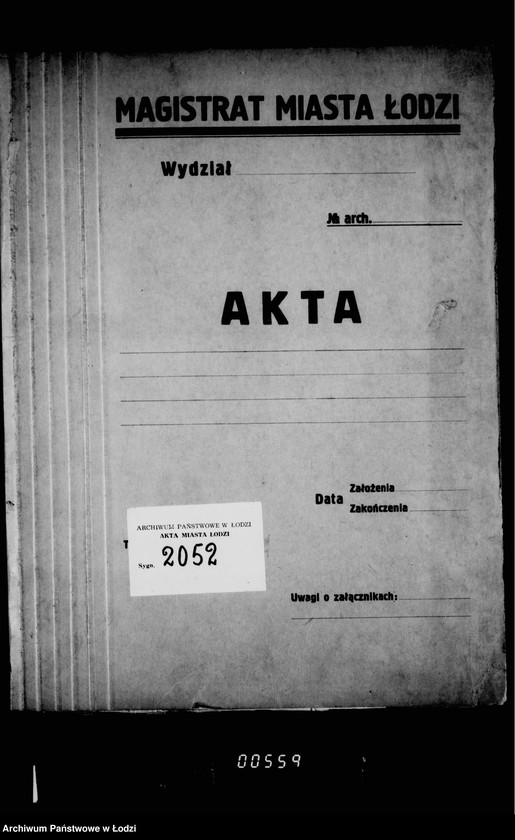 MAGISTRAT MIASTA ŁODZI
Wydział
№ arch.
AKTA
Data
Założenia
Zakończenia
T
ARCHIWUM PAŃSTWOWE W ŁODZI
AKTA MIASTA ŁODZI
Sygn. 2052
Uwagi o załącznikach:
00559
Archiwum Państwowe w Łodzi